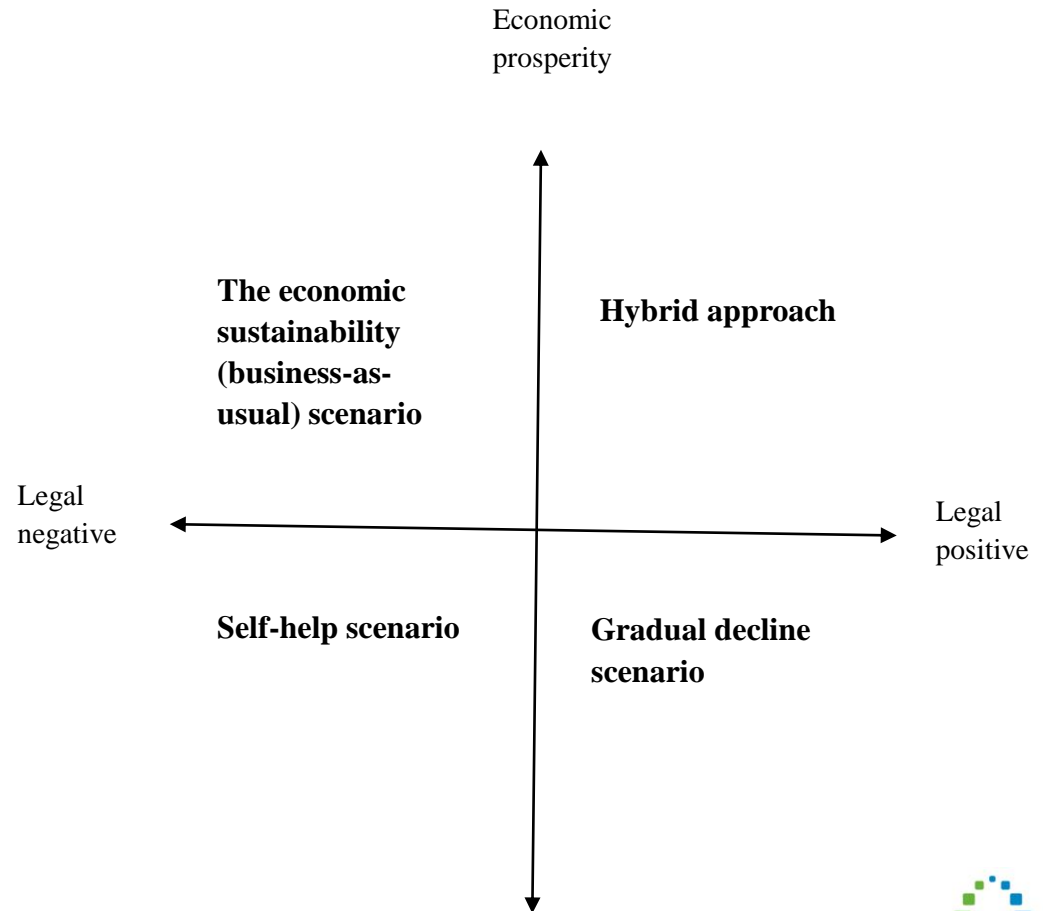 Economic
prosperity
The economic
sustainability
(business-as-
usual) scenario
Hybrid approach
Legal
negative
Legal
positive
Self-help scenario
Gradual decline
scenario